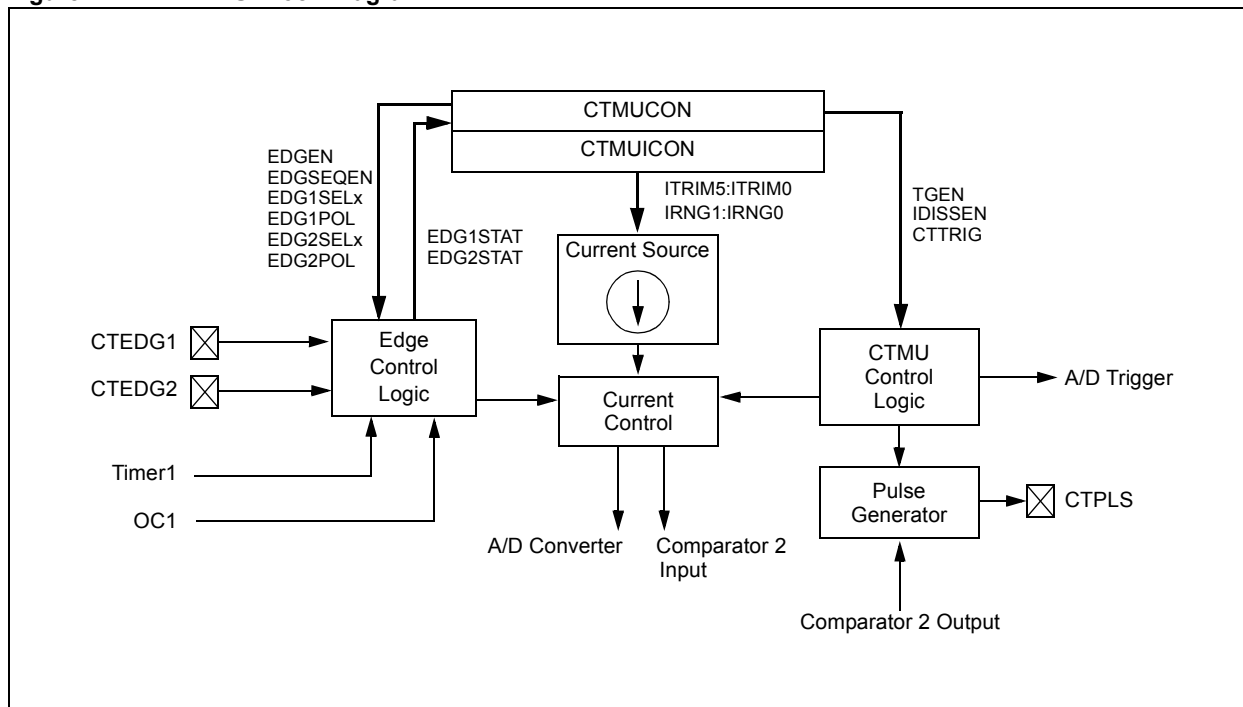 CTMUCON
CTMUICON
EDGEN
EDGSEQEN
EDG1SELx
EDG1POL
EDG2SELx
EDG2POL
EDG1STAT
EDG2STAT
ITRIM5:ITRIM0
IRNG1:IRNG0
TGEN
IDISSEN
CTTRIG
Current Source
CTEDG1
CTEDG2
Edge
Control
Logic
Current
Control
CTMU
Control
Logic
A/D Trigger
Timer1
OC1
Pulse
Generator
CTPLS
A/D Converter
Comparator 2
Input
Comparator 2 Output